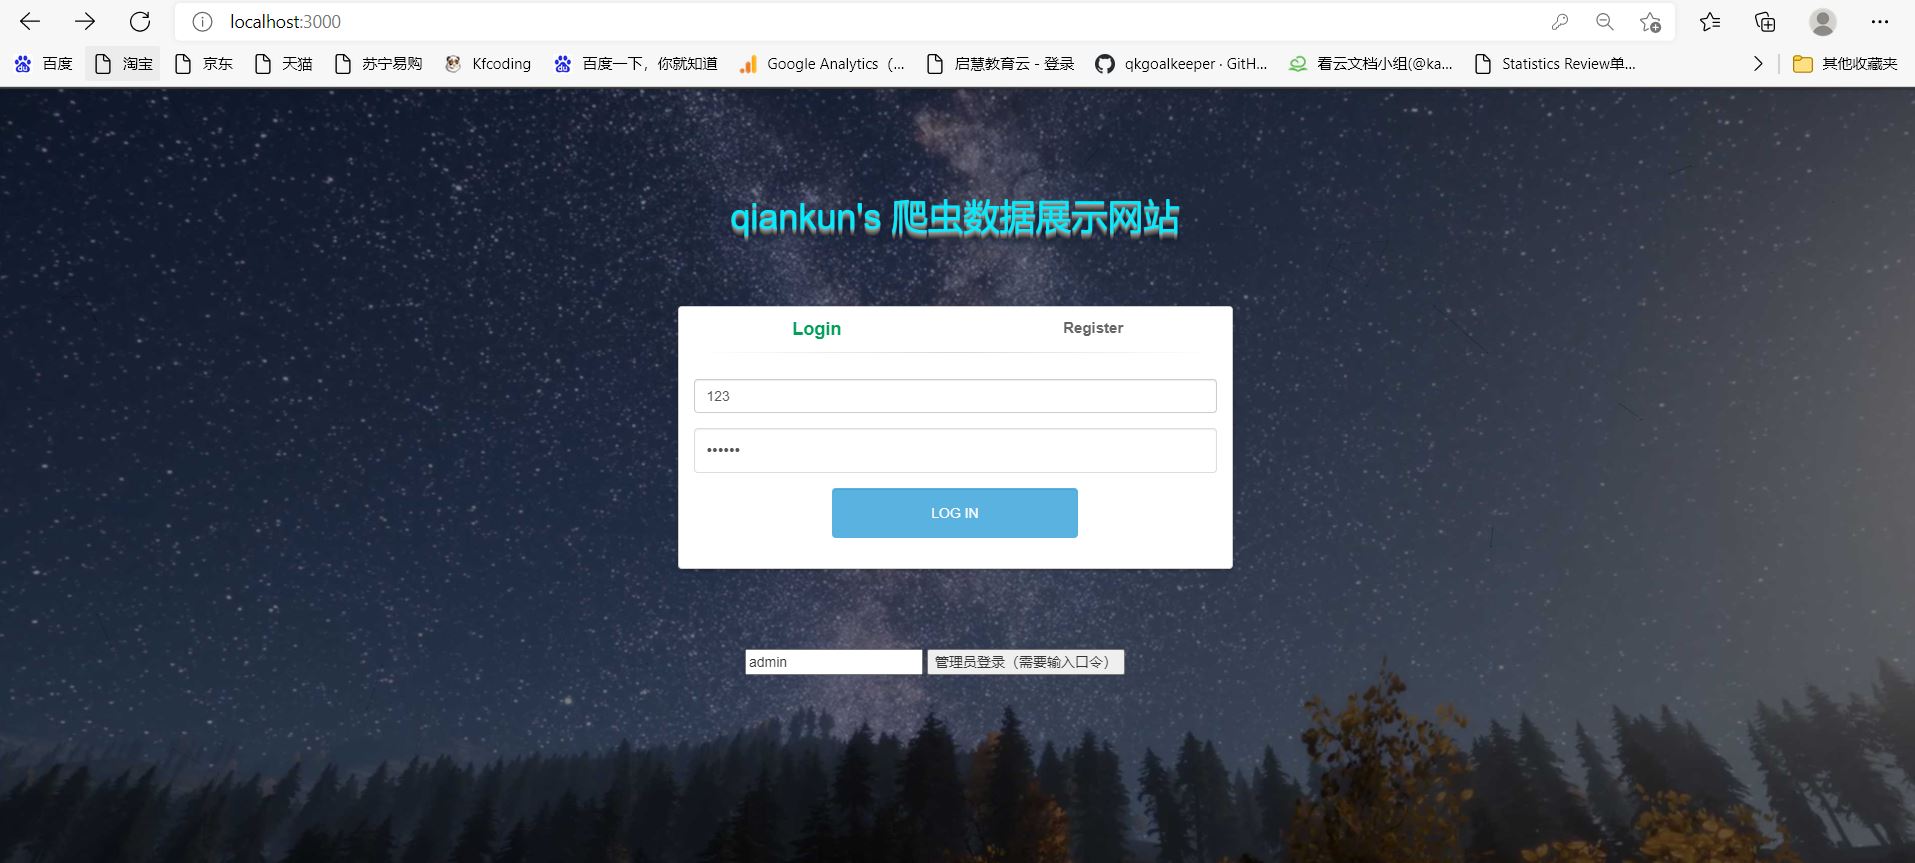 localhost:3000
百度 淘宝 京东 天猫 苏宁易购 Kfcoding 百度一下，你就知道 Google Analytics（... 启慧教育云 - 登录 qkgoalkeeper · GitH... 看云文档小组(@ka... Statistics Review单... 其他收藏夹
qiankun's 爬虫数据展示网站
Login Register
123
••••••
LOG IN
admin 管理员登录（需要输入口令）